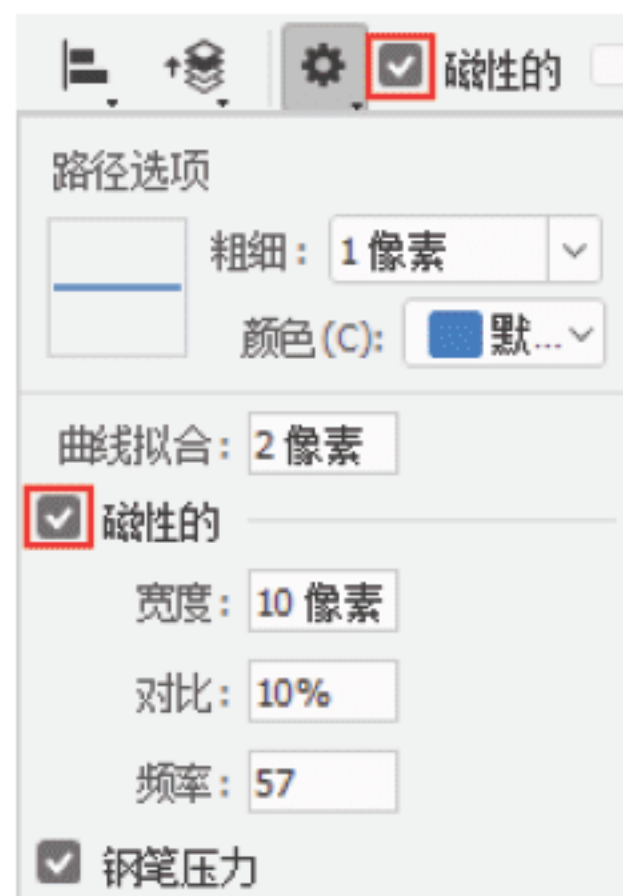 磁性的
路径选项
粗细： 1 像素
颜色(C): 默...
曲线拟合： 2 像素
磁性的
宽度： 10 像素
对比： 10%
频率： 57
钢笔压力